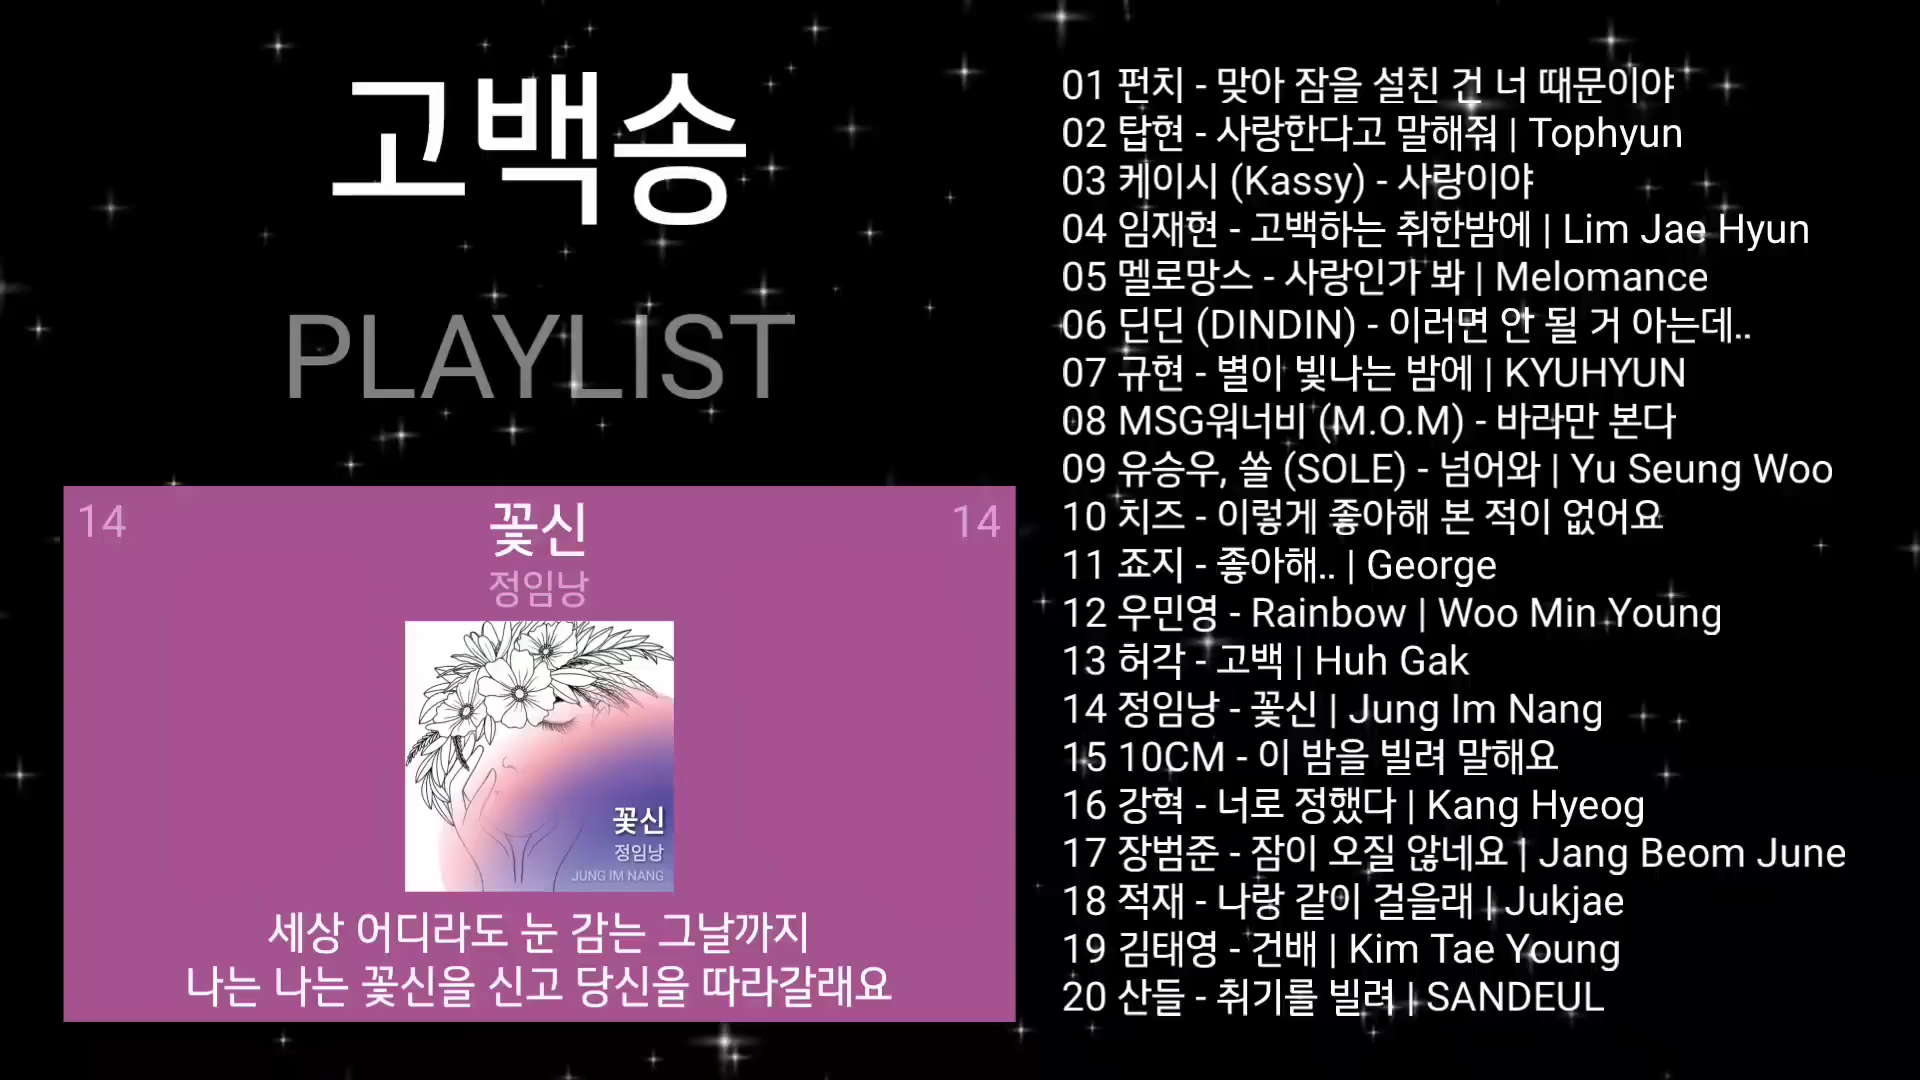 고백송
PLAYLIST
14
꽃신
14
정임낭
꽃신
정임낭
JUNG IM NANG
세상 어디라도 눈 감는 그날까지
나는 나는 꽃신을 신고 당신을 따라갈래요
01 펀치 - 맞아 잠을 설친 건 너 때문이야
02 탑현 - 사랑한다고 말해줘 | Tophyun
03 케이시 (Kassy) - 사랑이야
04 임재현 - 고백하는 취한밤에 | Lim Jae Hyun
05 멜로망스 - 사랑인가 봐 | Melomance
06 딘딘 (DINDIN) - 이러면 안 될 거 아는데..
07 규현 - 별이 빛나는 밤에 | KYUHYUN
08 MSG워너비 (M.O.M) - 바라만 본다
09 유승우, 쏠 (SOLE) - 넘어와 | Yu Seung Woo
10 치즈 - 이렇게 좋아해 본 적이 없어요
11 죠지 - 좋아해.. | George
12 우민영 - Rainbow | Woo Min Young
13 허각 - 고백 | Huh Gak
14 정임낭 - 꽃신 | Jung Im Nang
15 10CM - 이 밤을 빌려 말해요
16 강혁 - 너로 정했다 | Kang Hyeog
17 장범준 - 잠이 오질 않네요 | Jang Beom June
18 적재 - 나랑 같이 걸을래 | Jukjae
19 김태영 - 건배 | Kim Tae Young
20 산들 - 취기를 빌려 | SANDEUL